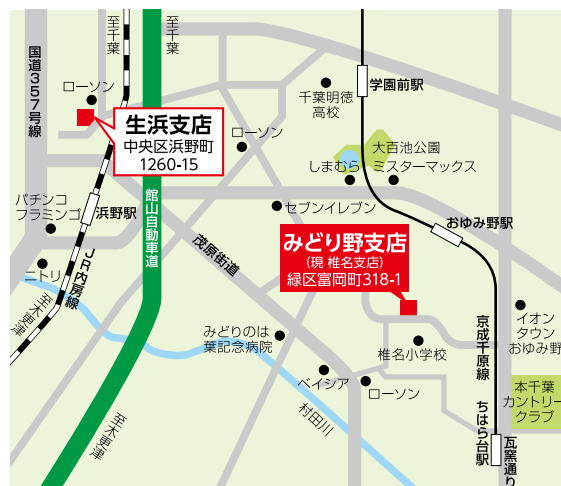 至千葉
至千葉
国道357号線
ローソン
生浜支店
中央区浜野町
1260-15
ローソン
学園前駅
千葉明徳
高校
大百池公園
しまむら
ミスターマックス
パチンコ
フラミンゴ
浜野駅
館山自動車道
セブンイレブン
おゆみ野駅
茂原街道
みどり野支店
(現 椎名支店)
緑区富岡町318-1
ニトリ
JR内房線
至木更津
みどりのは
葉記念病院
椎名小学校
京成千原線
イオン
タウン
おゆみ野
ベイシア
ローソン
村田川
至木更津
本千葉
カントリー
クラブ
ちはら台駅
瓦窯通り